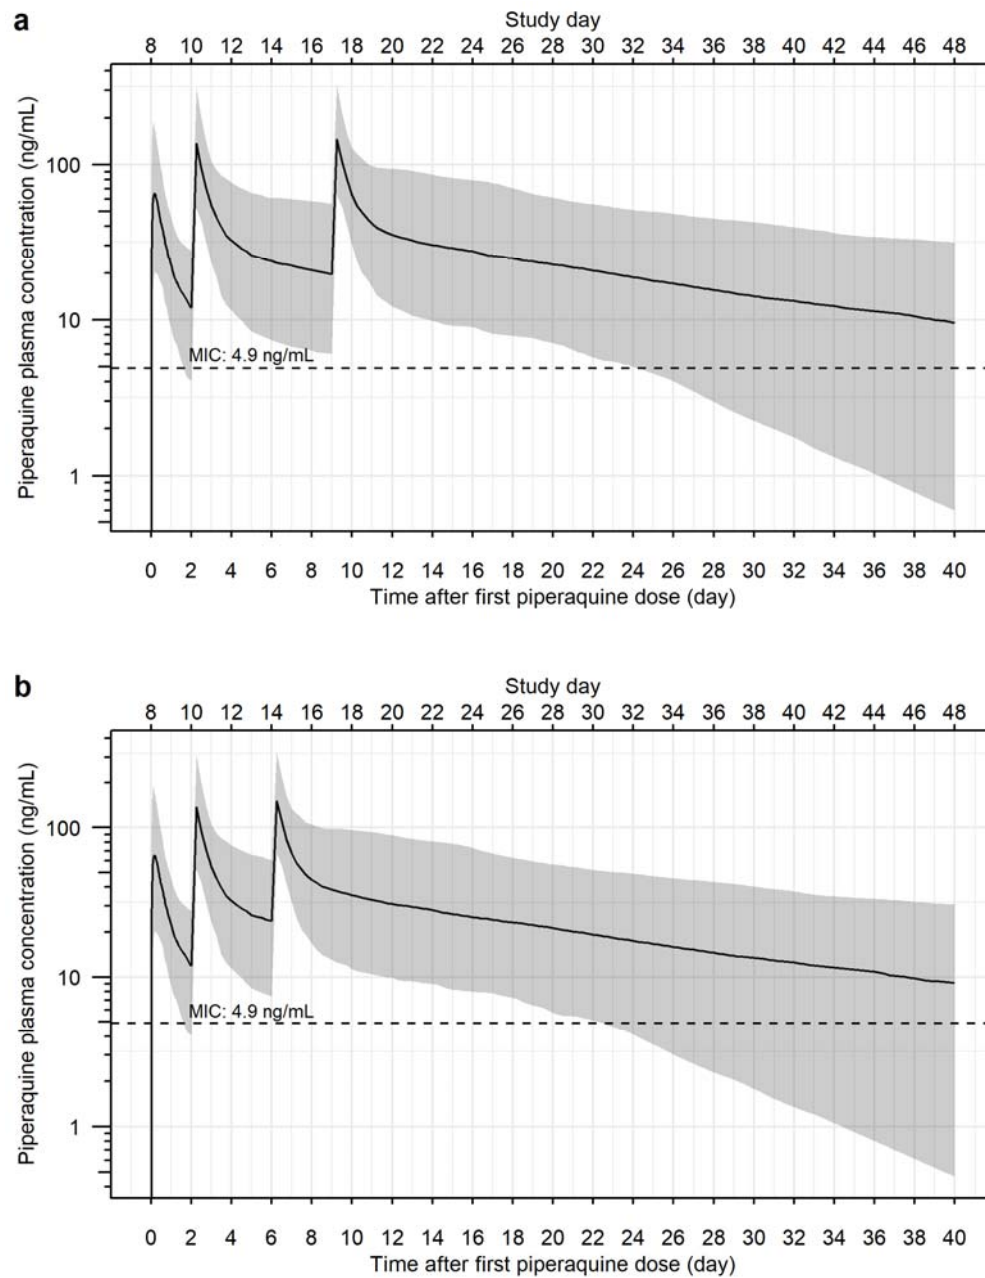 a
Study day
8 10 12 14 16 18 20 22 24 26 28 30 32 34 36 38 40 42 44 46 48
Piperaquine plasma concentration (ng/mL)
100
10
MIC: 4.9 ng/mL
1
0 2 4 6 8 10 12 14 16 18 20 22 24 26 28 30 32 34 36 38 40
Time after first piperaquine dose (day)
b
Study day
8 10 12 14 16 18 20 22 24 26 28 30 32 34 36 38 40 42 44 46 48
Piperaquine plasma concentration (ng/mL)
100
10
MIC: 4.9 ng/mL
1
0 2 4 6 8 10 12 14 16 18 20 22 24 26 28 30 32 34 36 38 40
Time after first piperaquine dose (day)